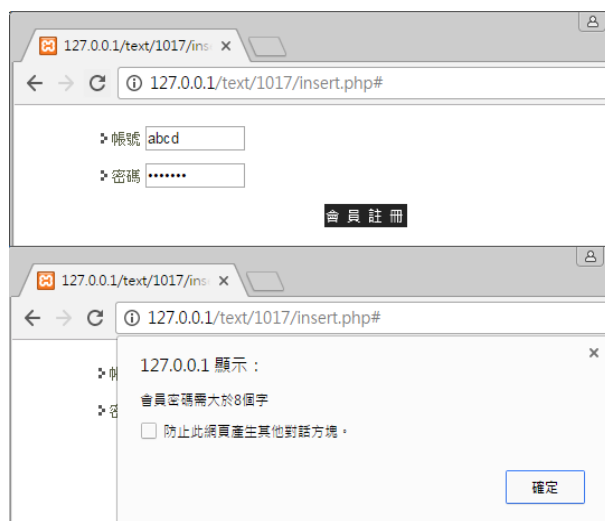 127.0.0.1/text/1017/ins
127.0.0.1/text/1017/insert.php#
帳號 abcd
密碼 •••••••
會員註冊
127.0.0.1/text/1017/ins
127.0.0.1/text/1017/insert.php#
127.0.0.1 顯示：
會員密碼需大於8個字
防止此網頁產生其他對話方塊。
確定